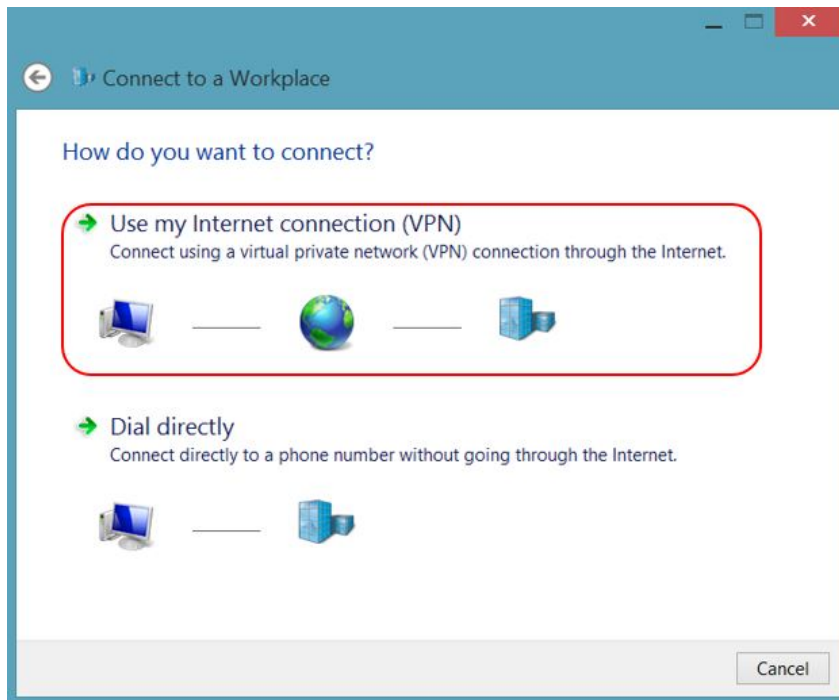 Connect to a Workplace
How do you want to connect?
Use my Internet connection (VPN)
Connect using a virtual private network (VPN) connection through the Internet.
Dial directly
Connect directly to a phone number without going through the Internet.
Cancel